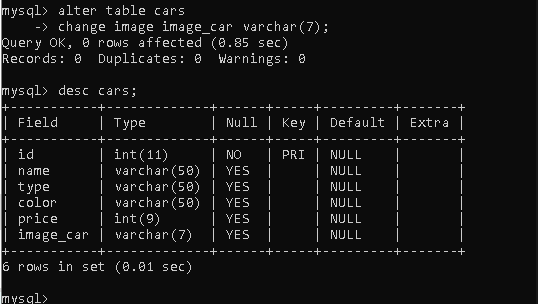 mysql> alter table cars
    -> change image image_car varchar(7);
Query OK, 0 rows affected (0.85 sec)
Records: 0  Duplicates: 0  Warnings: 0
mysql> desc cars;
+-----------+-------------+------+-----+---------+-------+
| Field     | Type        | Null | Key | Default | Extra |
+-----------+-------------+------+-----+---------+-------+
| id        | int(11)     | NO   | PRI | NULL    |       |
| name      | varchar(50) | YES  |     | NULL    |       |
| type      | varchar(50) | YES  |     | NULL    |       |
| color     | varchar(50) | YES  |     | NULL    |       |
| price     | int(9)      | YES  |     | NULL    |       |
| image_car | varchar(7)  | YES  |     | NULL    |       |
+-----------+-------------+------+-----+---------+-------+
6 rows in set (0.01 sec)
mysql>